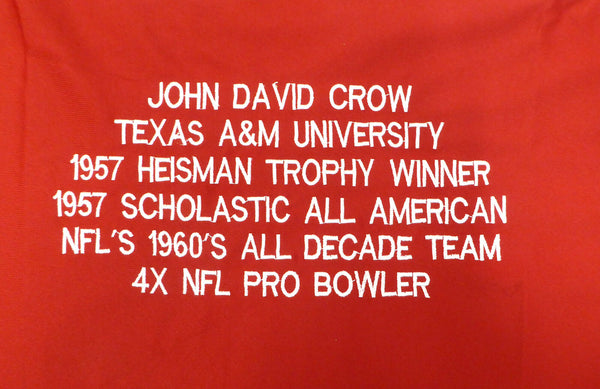 JOHN DAVID CROW
TEXAS A&M UNIVERSITY
1957 HEISMAN TROPHY WINNER
1957 SCHOLASTIC ALL AMERICAN
NFL'S 1960'S ALL DECADE TEAM
4X NFL PRO BOWLER